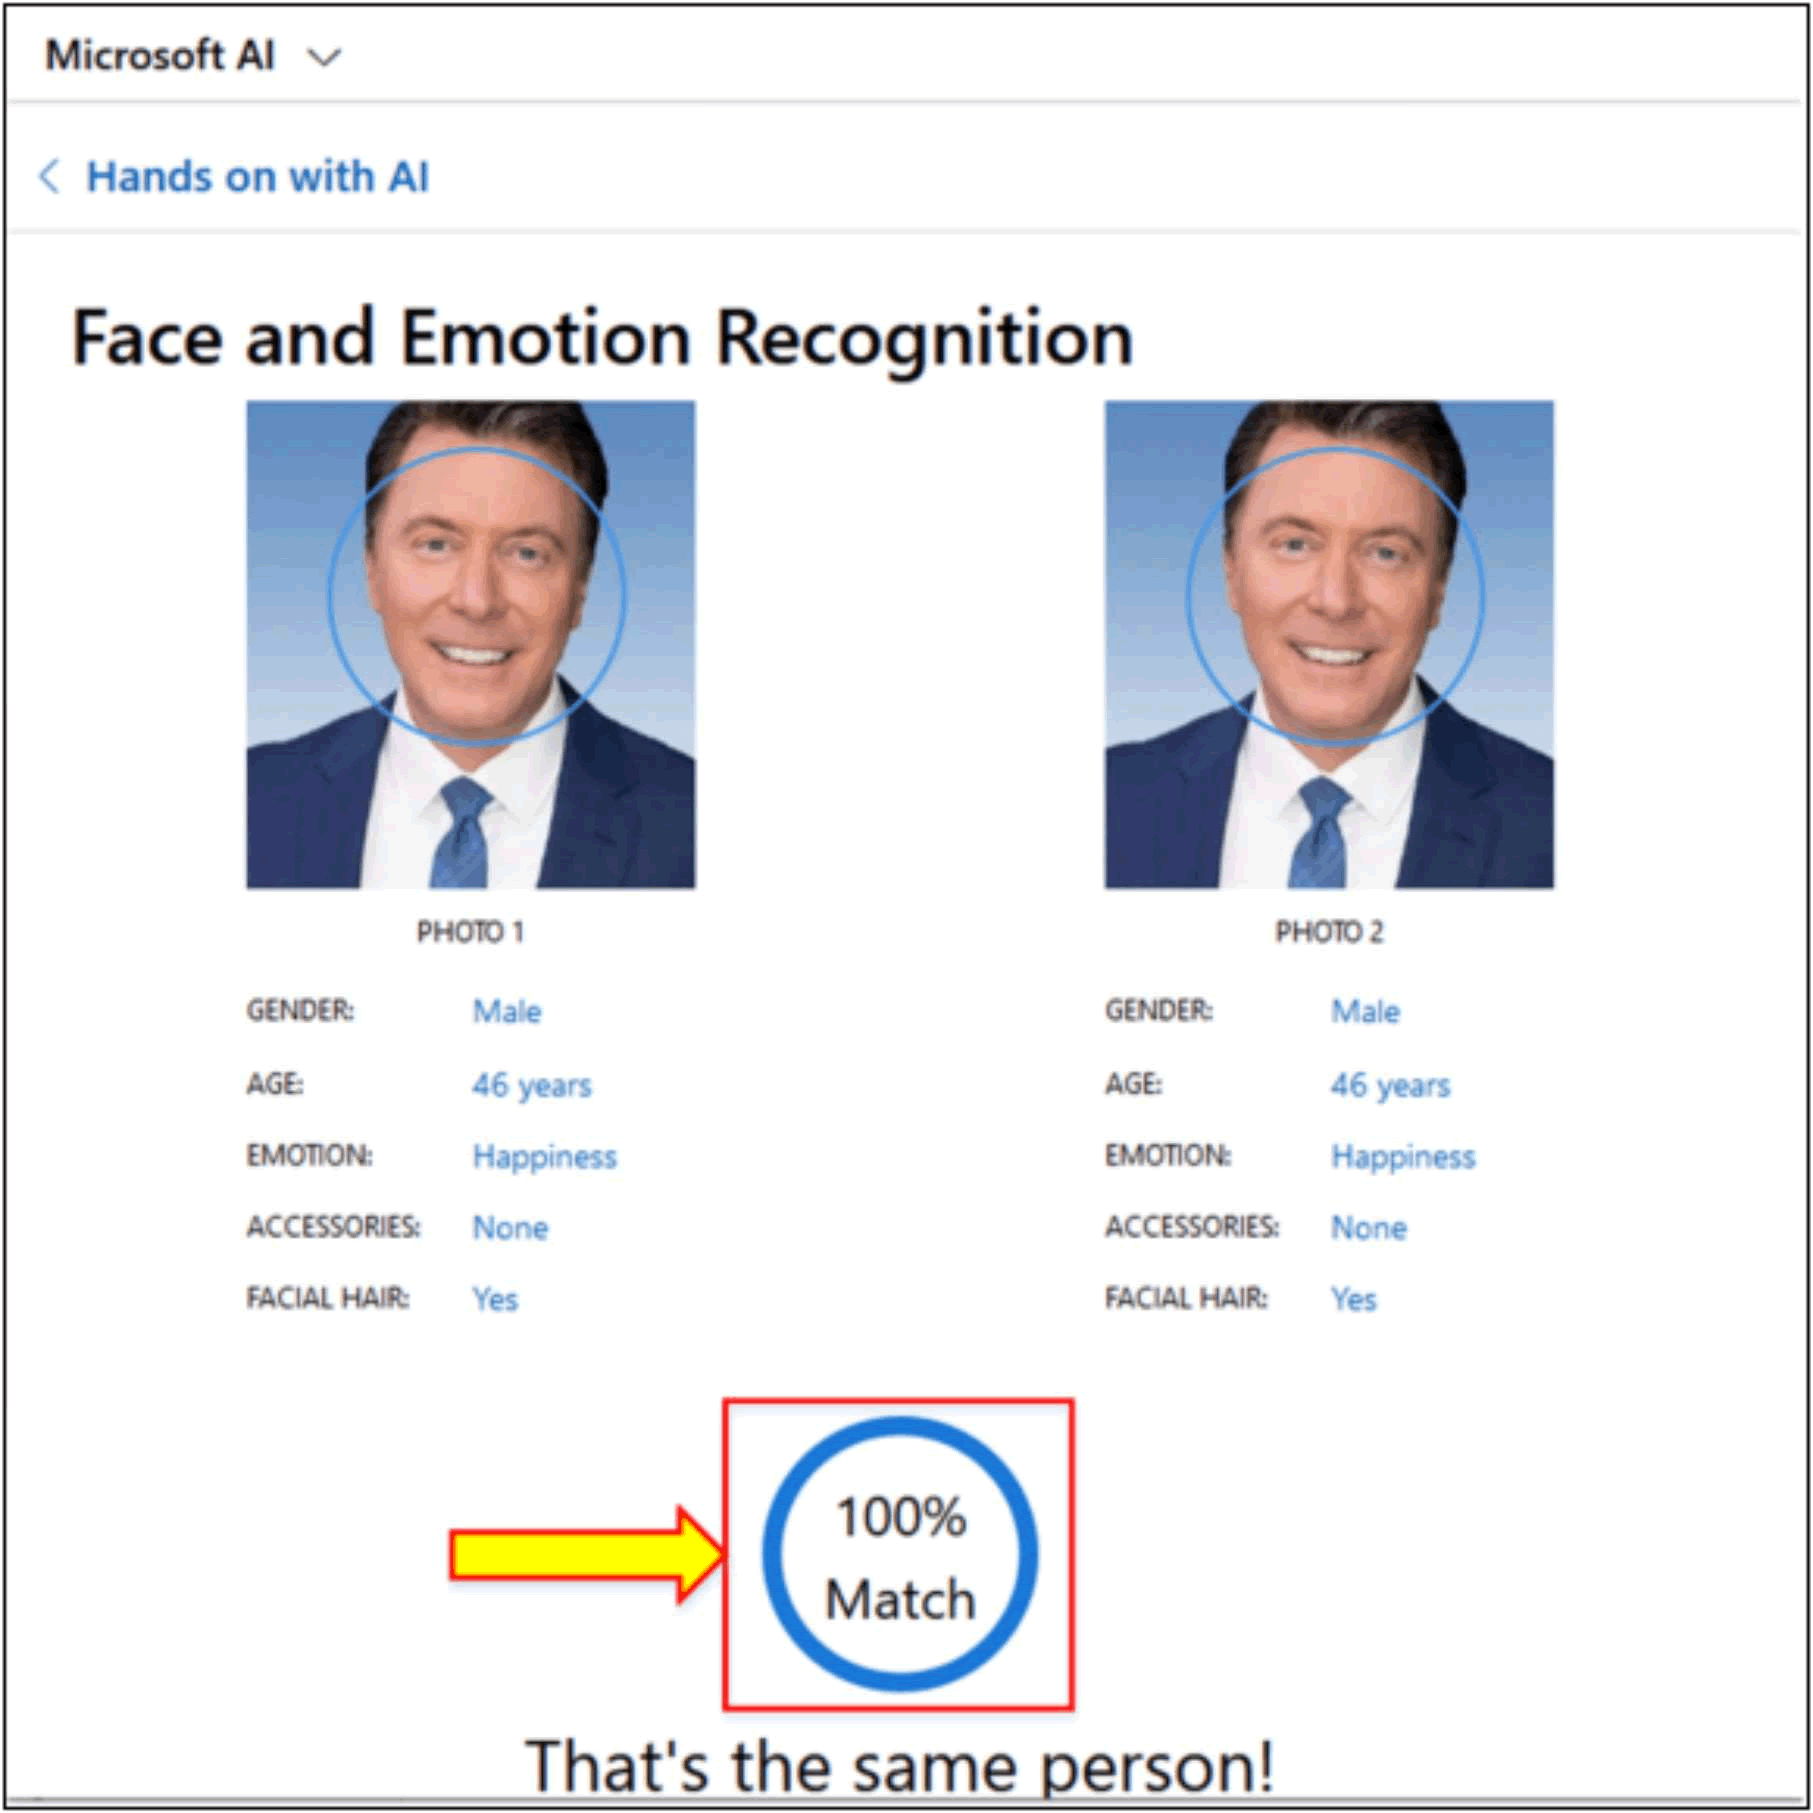 Microsoft AI
Hands on with AI
Face and Emotion Recognition
PHOTO 1
PHOTO 2
GENDER: Male
GENDER: Male
AGE: 46 years
AGE: 46 years
EMOTION: Happiness
EMOTION: Happiness
ACCESSORIES: None
ACCESSORIES: None
FACIAL HAIR: Yes
FACIAL HAIR: Yes
100%
Match
That's the same person!